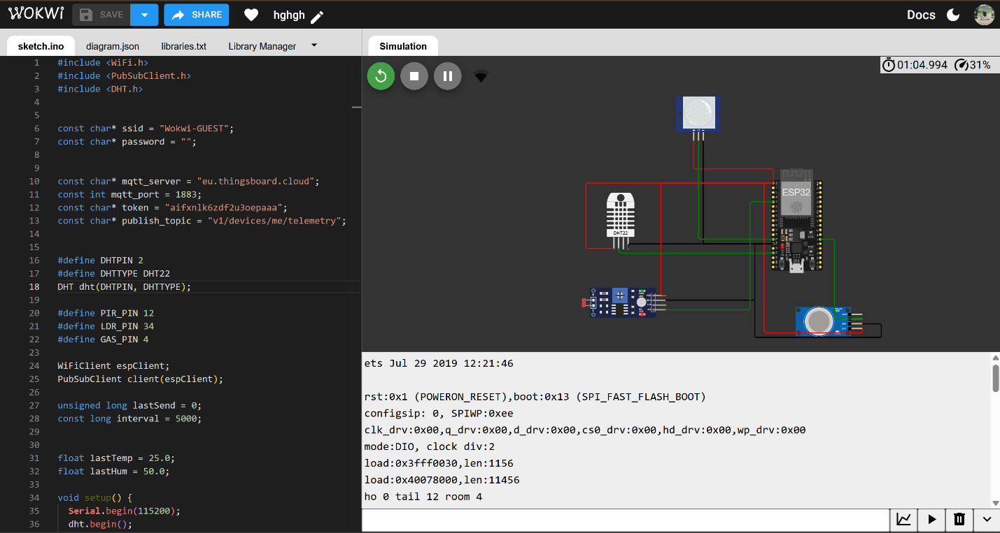 WOKWI
SAVE
SHARE
hghgh
Docs
sketch.ino
diagram.json
libraries.txt
Library Manager
Simulation
1 #include <WiFi.h>
2 #include <PubSubClient.h>
3 #include <DHT.h>
4
5
6 const char* ssid = "Wokwi-GUEST";
7 const char* password = "";
8
9
10 const char* mqtt_server = "eu.thingsboard.cloud";
11 const int mqtt_port = 1883;
12 const char* token = "aifxnlk6zdf2u3oepaaa";
13 const char* publish_topic = "v1/devices/me/telemetry";
14
15
16 #define DHTPIN 2
17 #define DHTTYPE DHT22
18 DHT dht(DHTPIN, DHTTYPE);
19
20 #define PIR_PIN 12
21 #define LDR_PIN 34
22 #define GAS_PIN 4
23
24 WiFiClient espClient;
25 PubSubClient client(espClient);
26
27 unsigned long lastSend = 0;
28 const long interval = 5000;
29
30
31 float lastTemp = 25.0;
32 float lastHum = 50.0;
33
34 void setup() {
35 Serial.begin(115200);
36 dht.begin();
01:04.994 31%
ESP32
DHT22
ets Jul 29 2019 12:21:46
rst:0x1 (POWERON_RESET),boot:0x13 (SPI_FAST_FLASH_BOOT)
configsip: 0, SPIWP:0xee
clk_drv:0x00,q_drv:0x00,d_drv:0x00,cs0_drv:0x00,hd_drv:0x00,wp_drv:0x00
mode:DIO, clock div:2
load:0x3fff0030,len:1156
load:0x40078000,len:11456
ho 0 tail 12 room 4